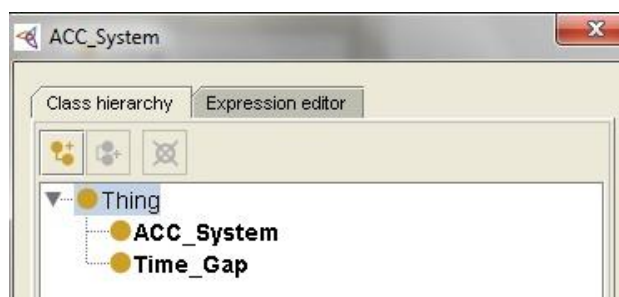 ACC_System
Class hierarchy Expression editor
Thing
ACC_System
Time_Gap